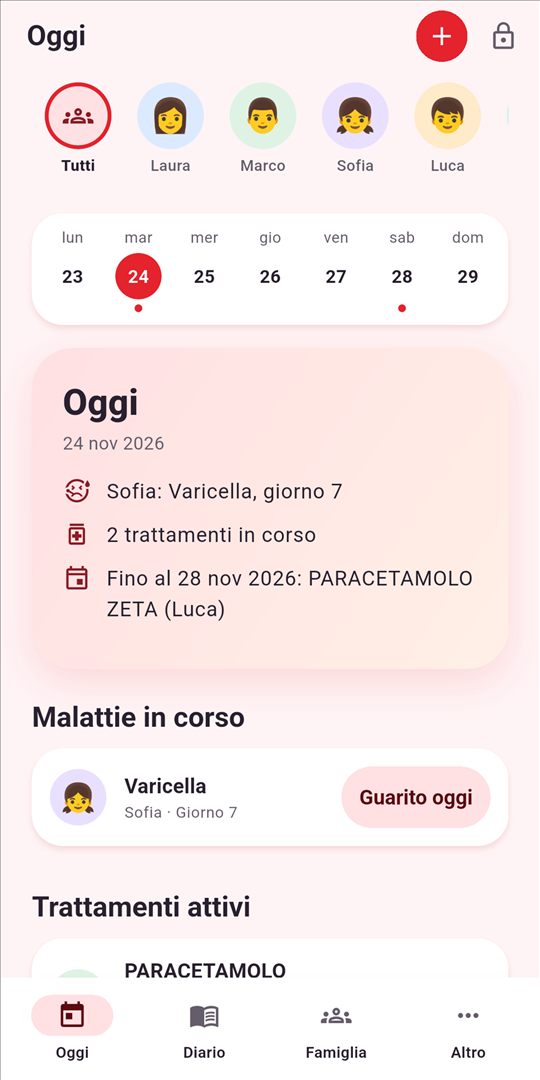 Oggi
Tutti
Laura
Marco
Sofia
Luca
lun mar mer gio ven sab dom
23 24 25 26 27 28 29
Oggi
24 nov 2026
Sofia: Varicella, giorno 7
2 trattamenti in corso
Fino al 28 nov 2026: PARACETAMOLO
ZETA (Luca)
Malattie in corso
Varicella
Sofia · Giorno 7
Guarito oggi
Trattamenti attivi
PARACETAMOLO
Oggi
Diario
Famiglia
Altro